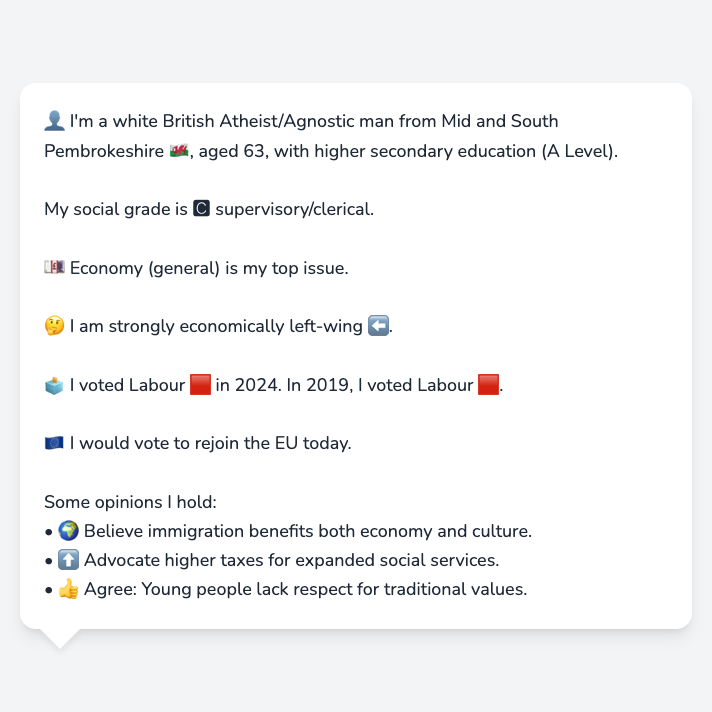 👤 I'm a white British Atheist/Agnostic man from Mid and South
Pembrokeshire 🏴󠁧󠁢󠁷󠁬󠁳󠁿, aged 63, with higher secondary education (A Level).
My social grade is 🅲 supervisory/clerical.
💷 Economy (general) is my top issue.
🤔 I am strongly economically left-wing ⬅️.
🗳️ I voted Labour 🟥 in 2024. In 2019, I voted Labour 🟥.
🇪🇺 I would vote to rejoin the EU today.
Some opinions I hold:
• 🌍 Believe immigration benefits both economy and culture.
• ⬆️ Advocate higher taxes for expanded social services.
• 👍 Agree: Young people lack respect for traditional values.